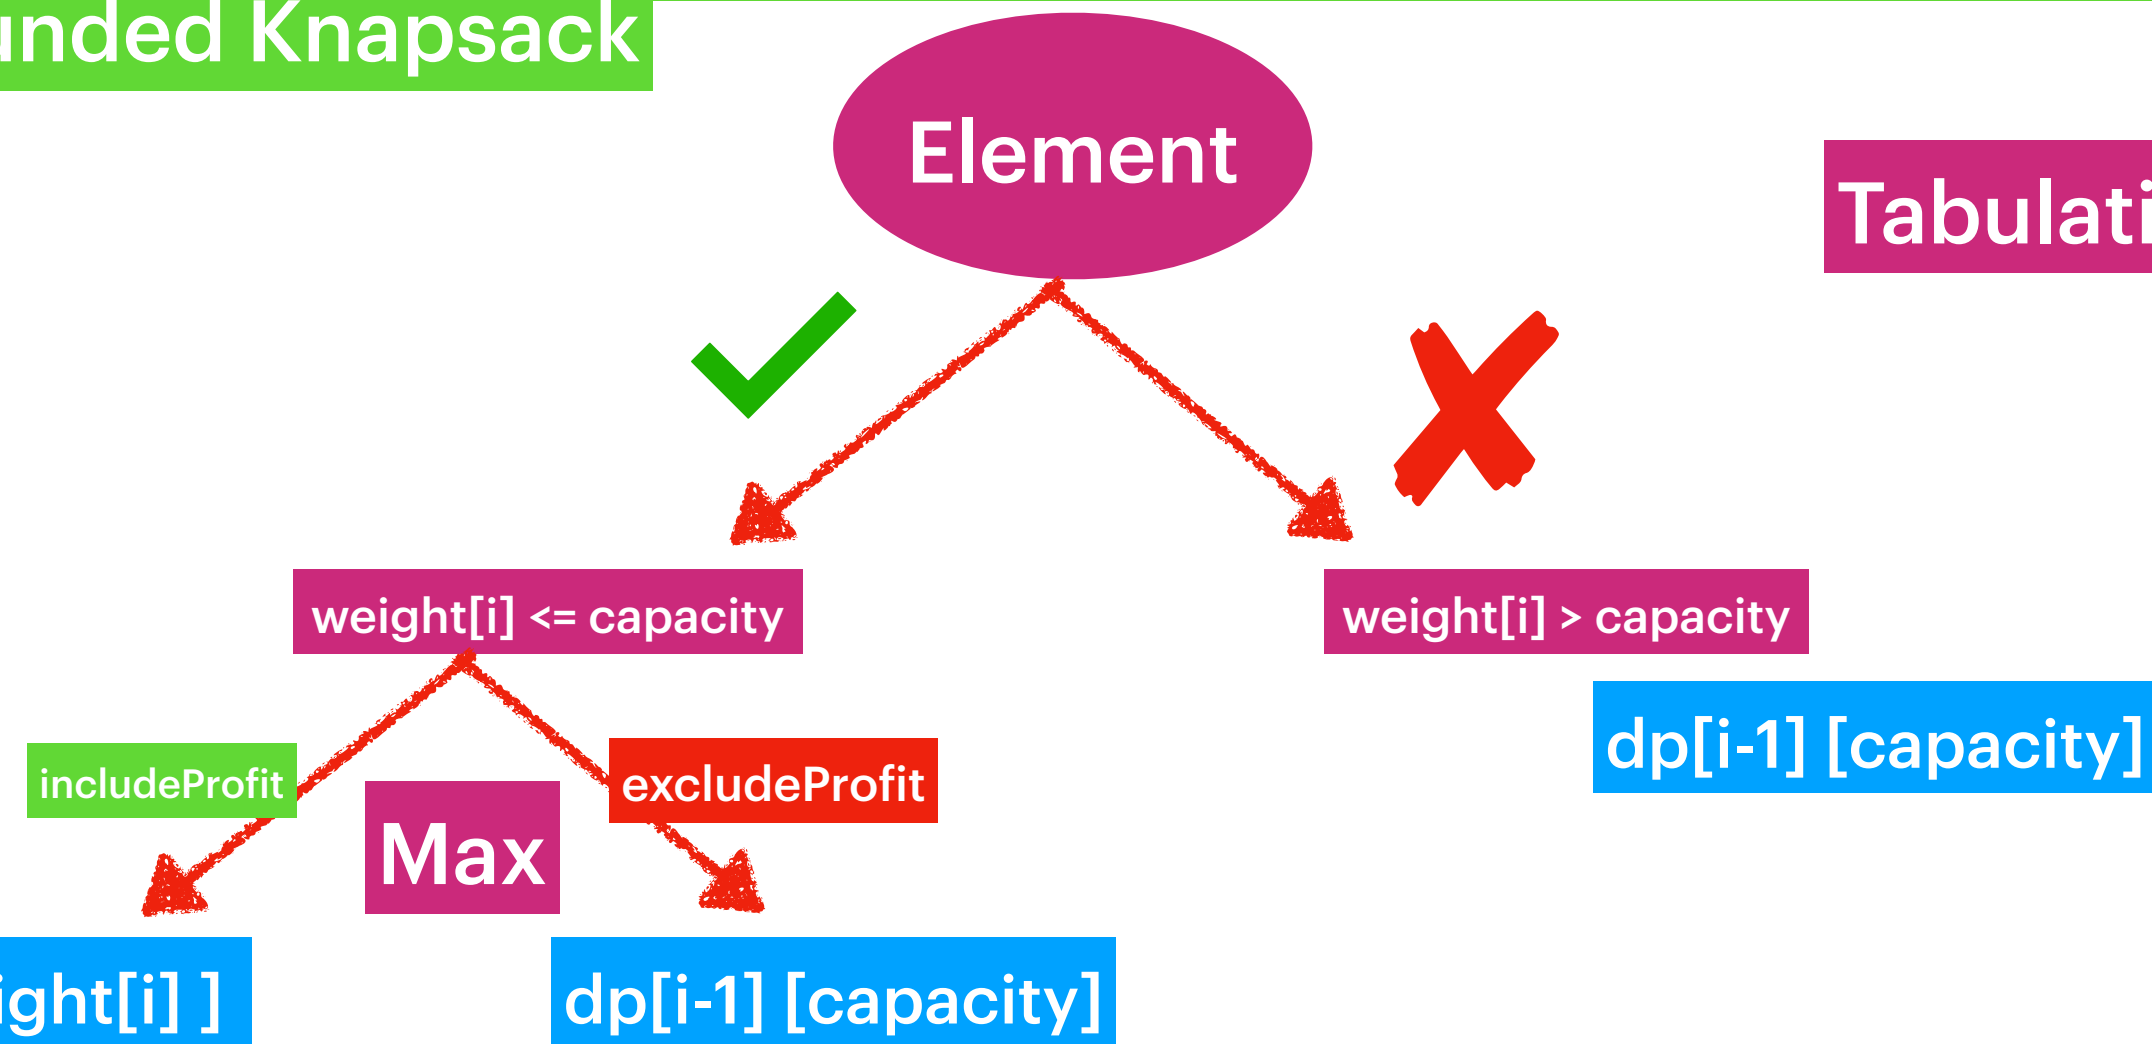 unded Knapsack
Element
Tabulati
weight[i] <= capacity
weight[i] > capacity
dp[i-1] [capacity]
includeProfit
excludeProfit
Max
ight[i] ]
dp[i-1] [capacity]